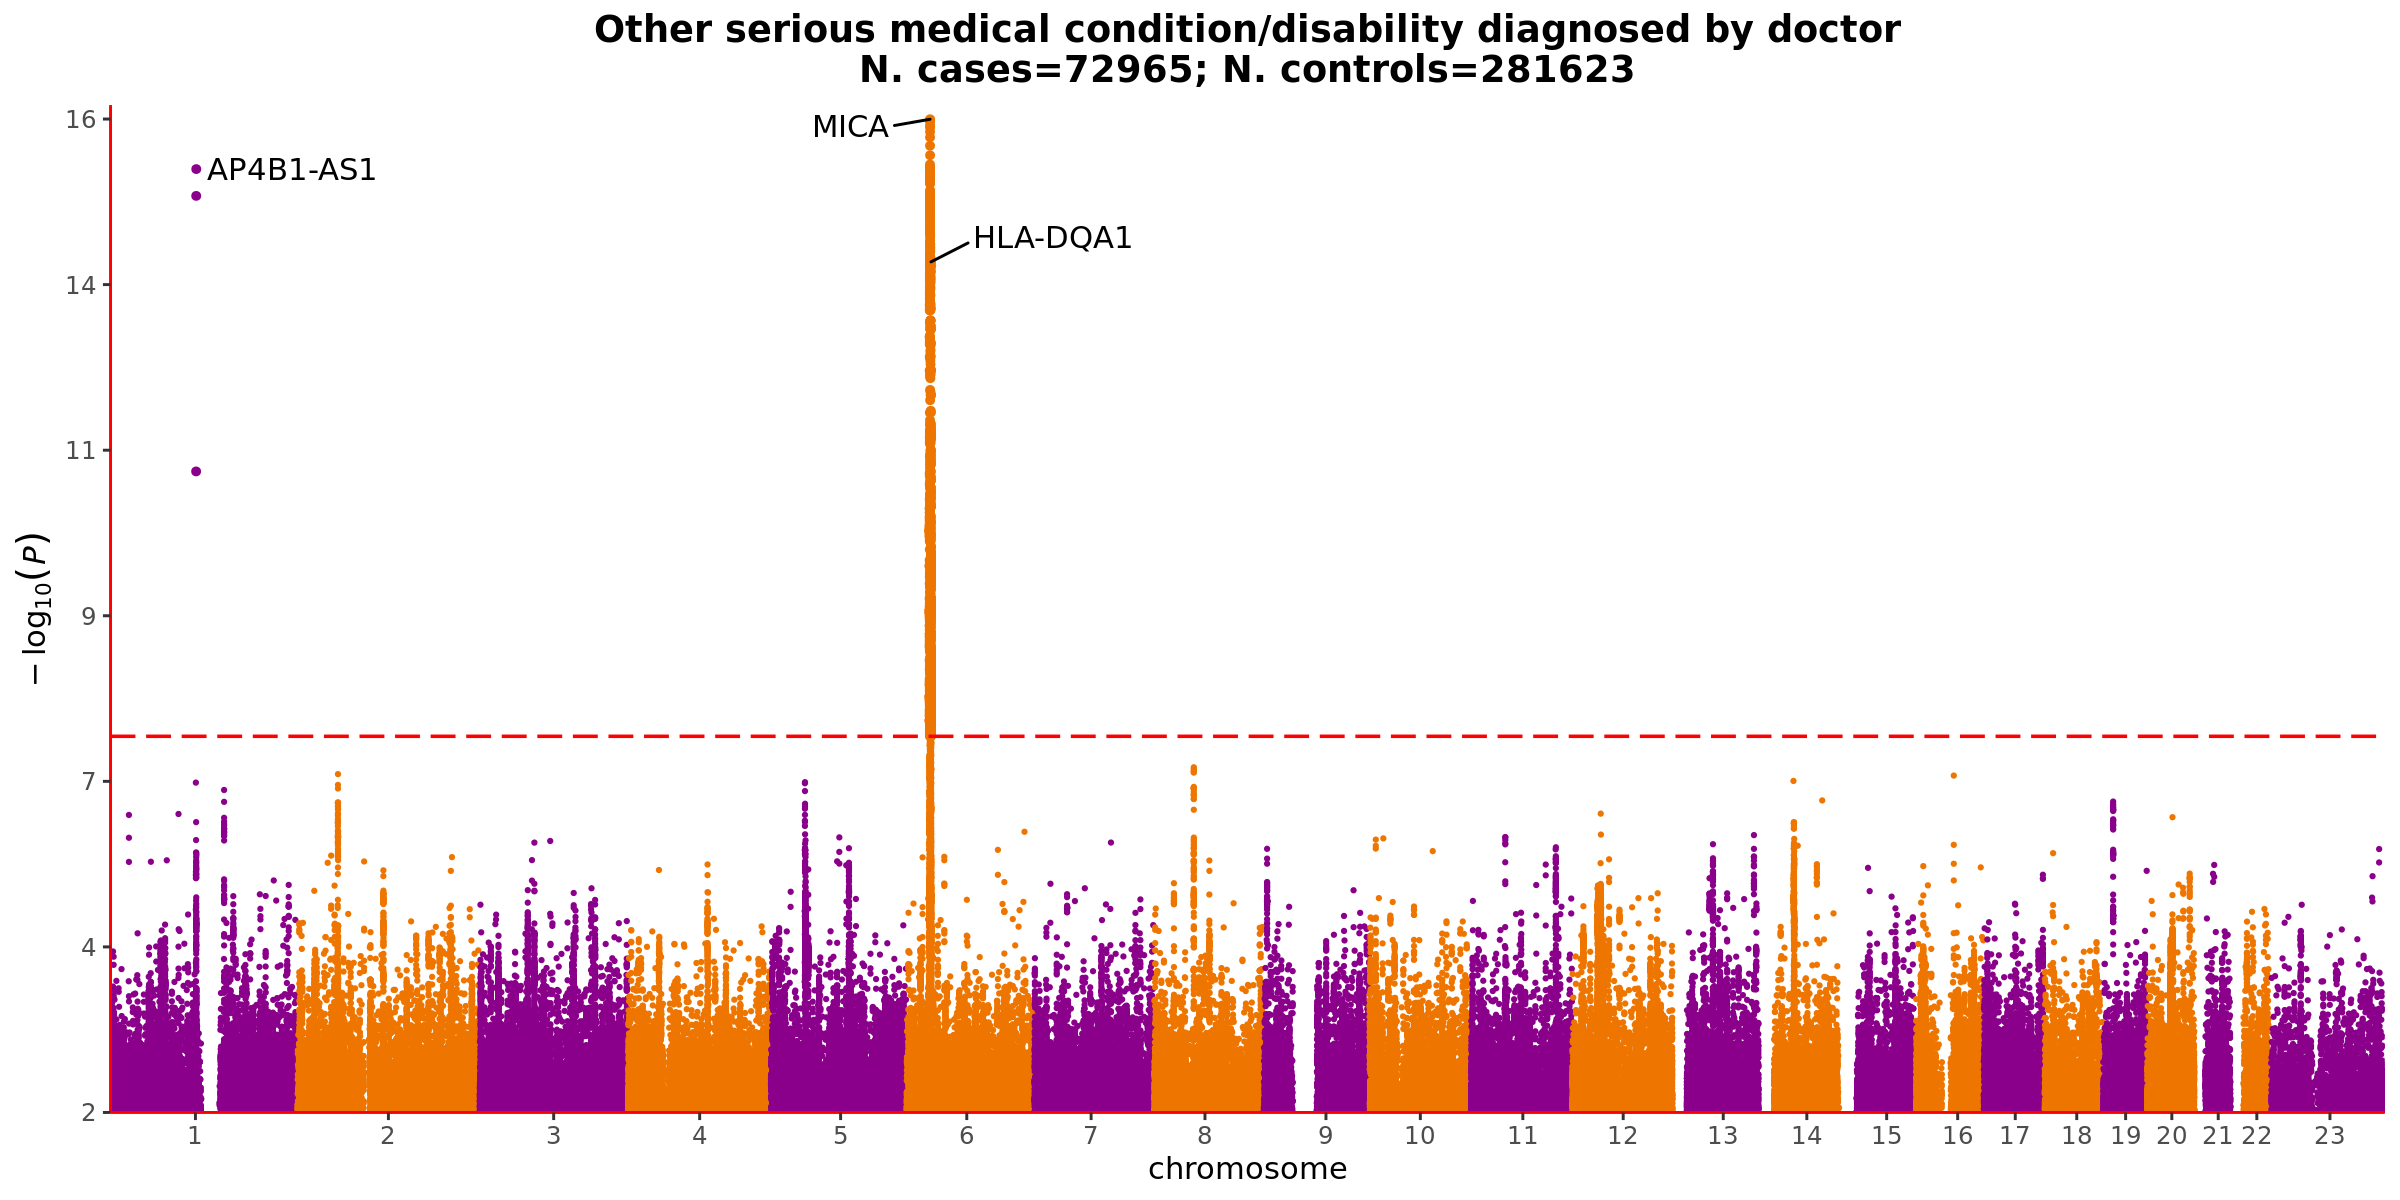 Other serious medical condition/disability diagnosed by doctor
N. cases=72965; N. controls=281623
16
MICA
AP4B1-AS1
HLA-DQA1
14
11
− log10(P)
9
7
4
2
1 2 3 4 5 6 7 8 9 10 11 12 13 14 15 16 17 18 19 20 21 22 23
chromosome